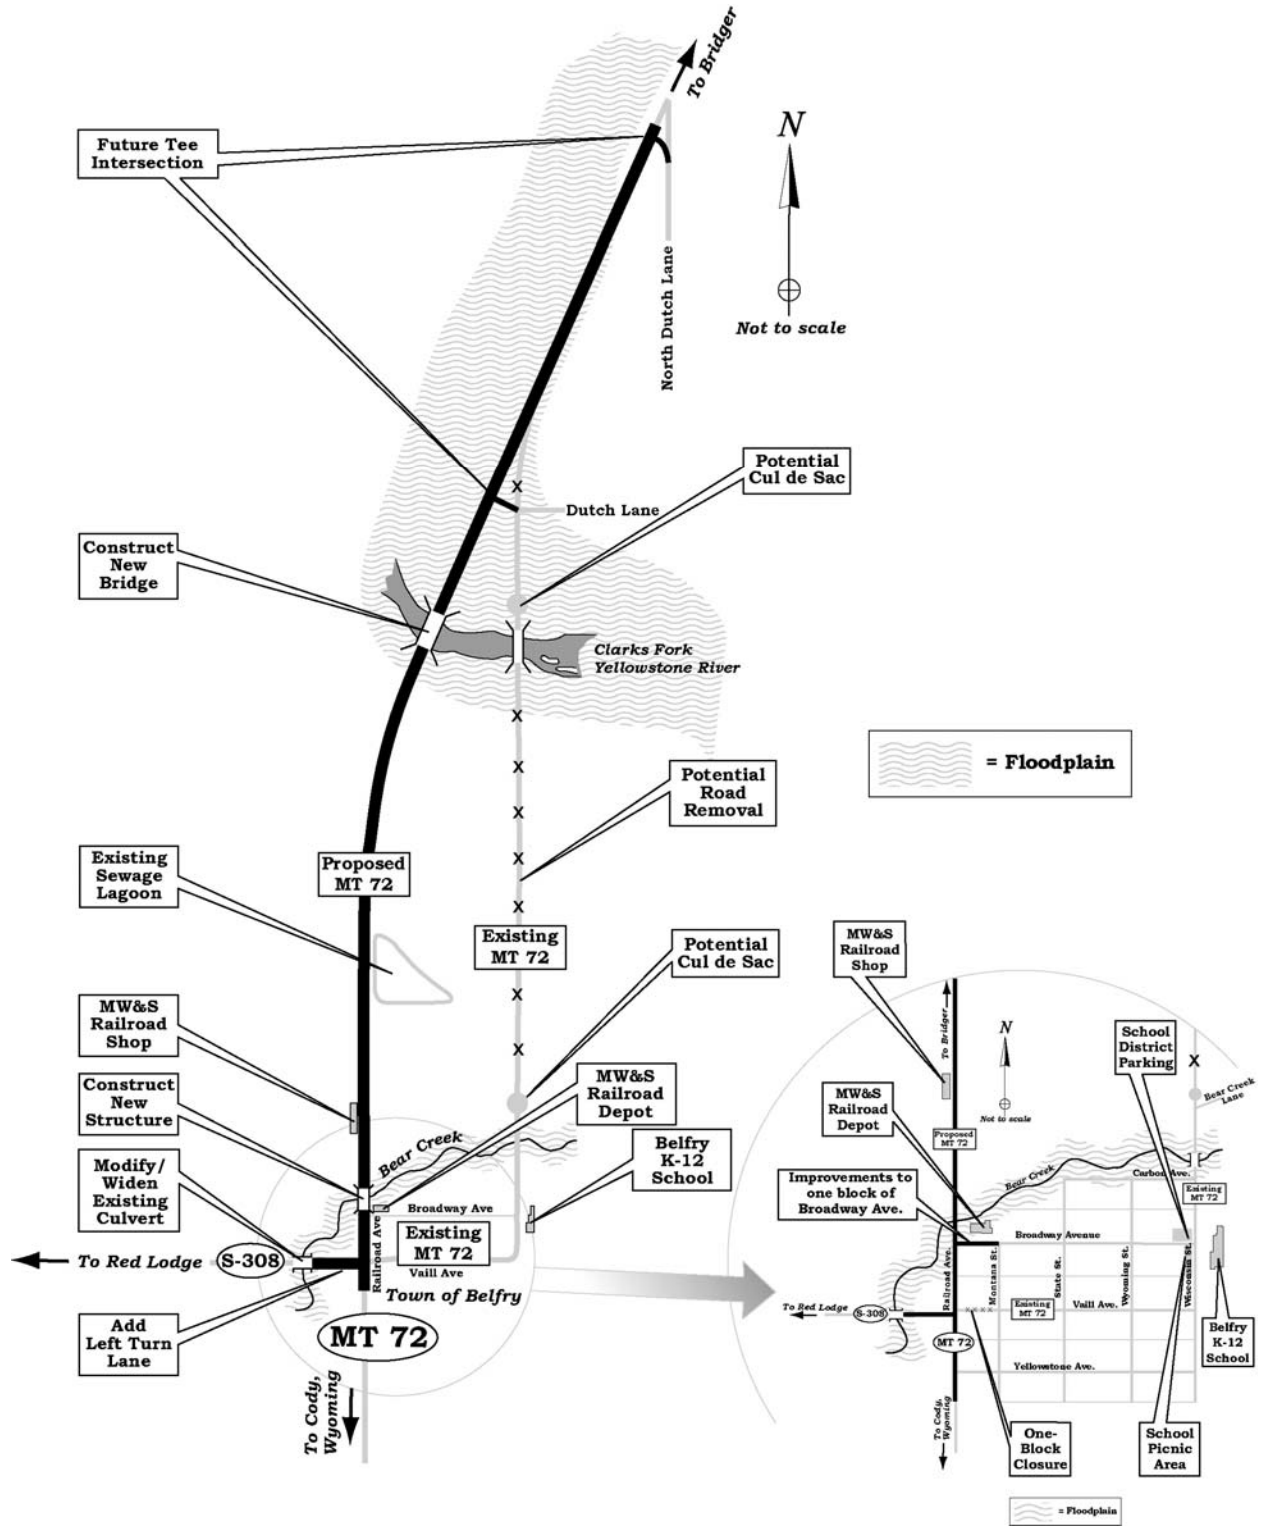 To Bridger
Future Tee
Intersection
N
Not to scale
North Dutch Lane
Potential
Cul de Sac
x
Dutch Lane
Construct
New
Bridge
Clarks Fork
Yellowstone River
x
= Floodplain
x
Potential
Road
Removal
x
x
Existing
Sewage
Lagoon
Proposed
MT 72
x
Existing
MT 72
Potential
Cul de Sac
x
MW&S
Railroad
Shop
x
Construct
New
Structure
MW&S
Railroad
Depot
Bear Creek
Belfry
K-12
School
Modify/
Widen
Existing
Culvert
Broadway Ave
Railroad Ave
Existing
MT 72
To Red Lodge
S-308
Vaill Ave
Town of Belfry
Add
Left Turn
Lane
MT 72
To Cody,
Wyoming
MW&S
Railroad
Shop
To Bridger
N
Not to scale
School
District
Parking
x
Bear Creek
Lane
MW&S
Railroad
Depot
Proposed
MT 72
Improvements to
one block of
Broadway Ave.
Bear Creek
Carbon Ave.
Existing
MT 72
Broadway Avenue
Railroad Ave.
Montana St.
State St.
Wyoming St.
Wisconsin St.
To Red Lodge
S-308
x x x x
Existing
MT 72
Vaill Ave.
Belfry
K-12
School
MT 72
Yellowstone Ave.
To Cody,
Wyoming
One-
Block
Closure
School
Picnic
Area
= Floodplain